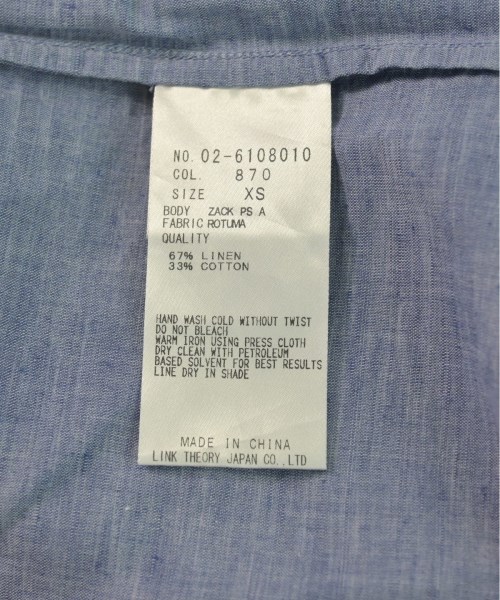 NO. 02-6108010
COL. 870
SIZE XS
BODY ZACK PS A
FABRIC ROTUMA
QUALITY
67% LINEN
33% COTTON
HAND WASH COLD WITHOUT TWIST
DO NOT BLEACH
WARM IRON USING PRESS CLOTH
DRY CLEAN WITH PETROLEUM
BASED SOLVENT FOR BEST RESULTS
LINE DRY IN SHADE
MADE IN CHINA
LINK THEORY JAPAN CO.,LTD